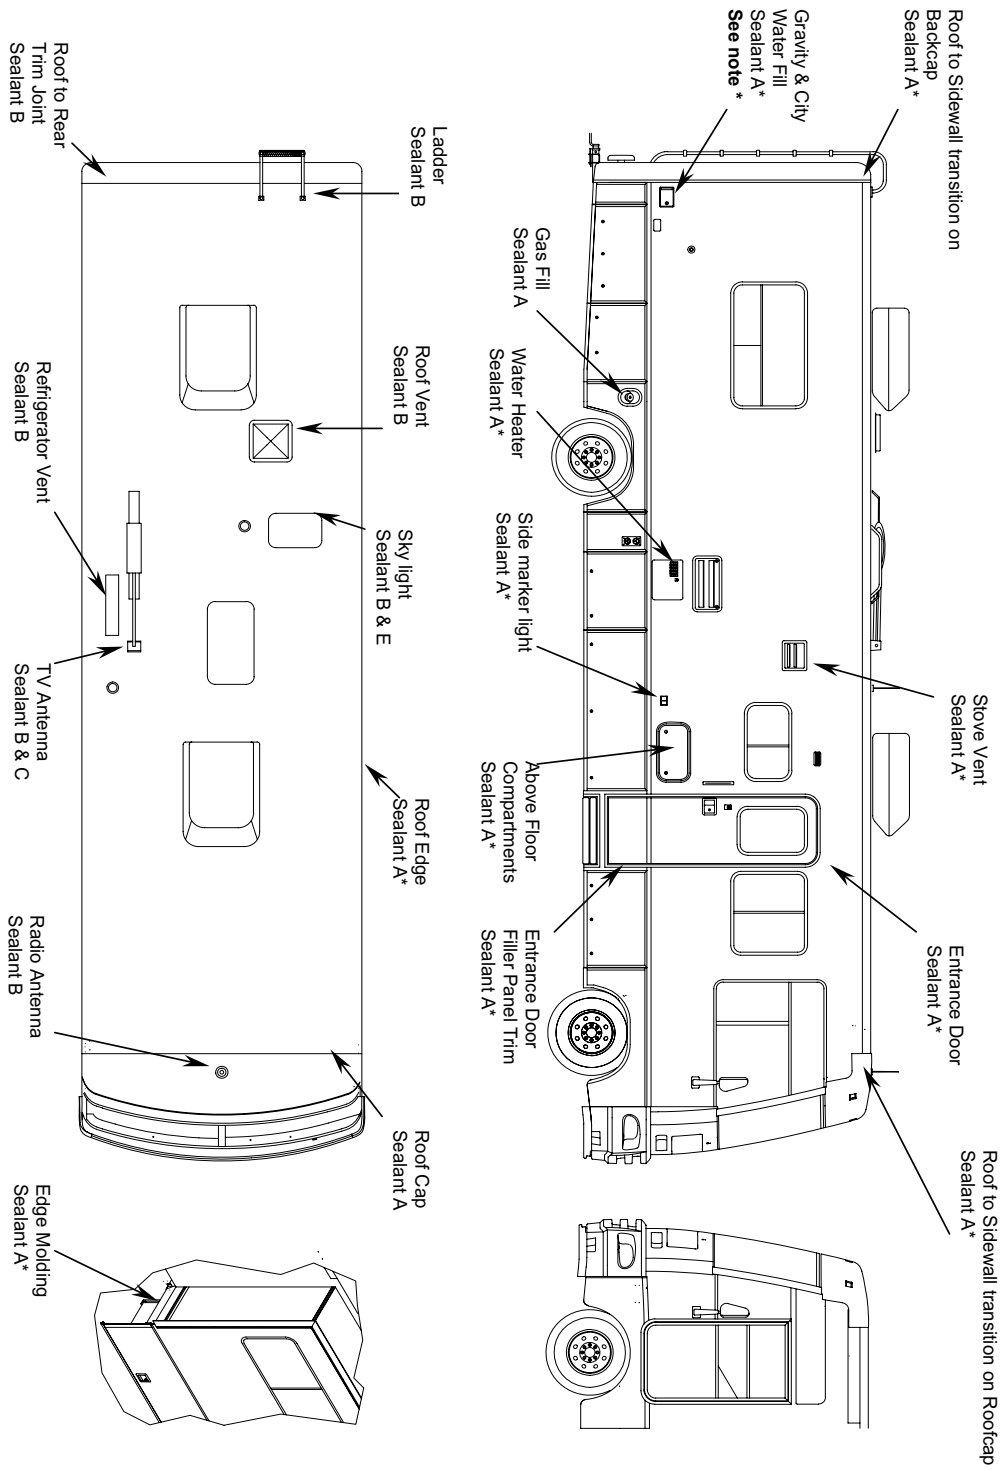 Roof to Sidewall transition on
Backcap
Sealant A*
Gravity & City
Water Fill
Sealant A*
See note *
Gas Fill
Sealant A
Water Heater
Sealant A*
Side marker light
Sealant A*
Stove Vent
Sealant A*
Above Floor
Compartments
Sealant A*
Entrance Door
Sealant A*
Entrance Door
Filler Panel Trim
Sealant A*
Roof to Sidewall transition on Roofcap
Sealant A*
Ladder
Sealant B
Roof to Rear
Trim Joint
Sealant B
Roof Vent
Sealant B
Refrigerator Vent
Sealant B
Sky light
Sealant B & E
TV Antenna
Sealant B & C
Roof Edge
Sealant A*
Radio Antenna
Sealant B
Roof Cap
Sealant A
Edge Molding
Sealant A*